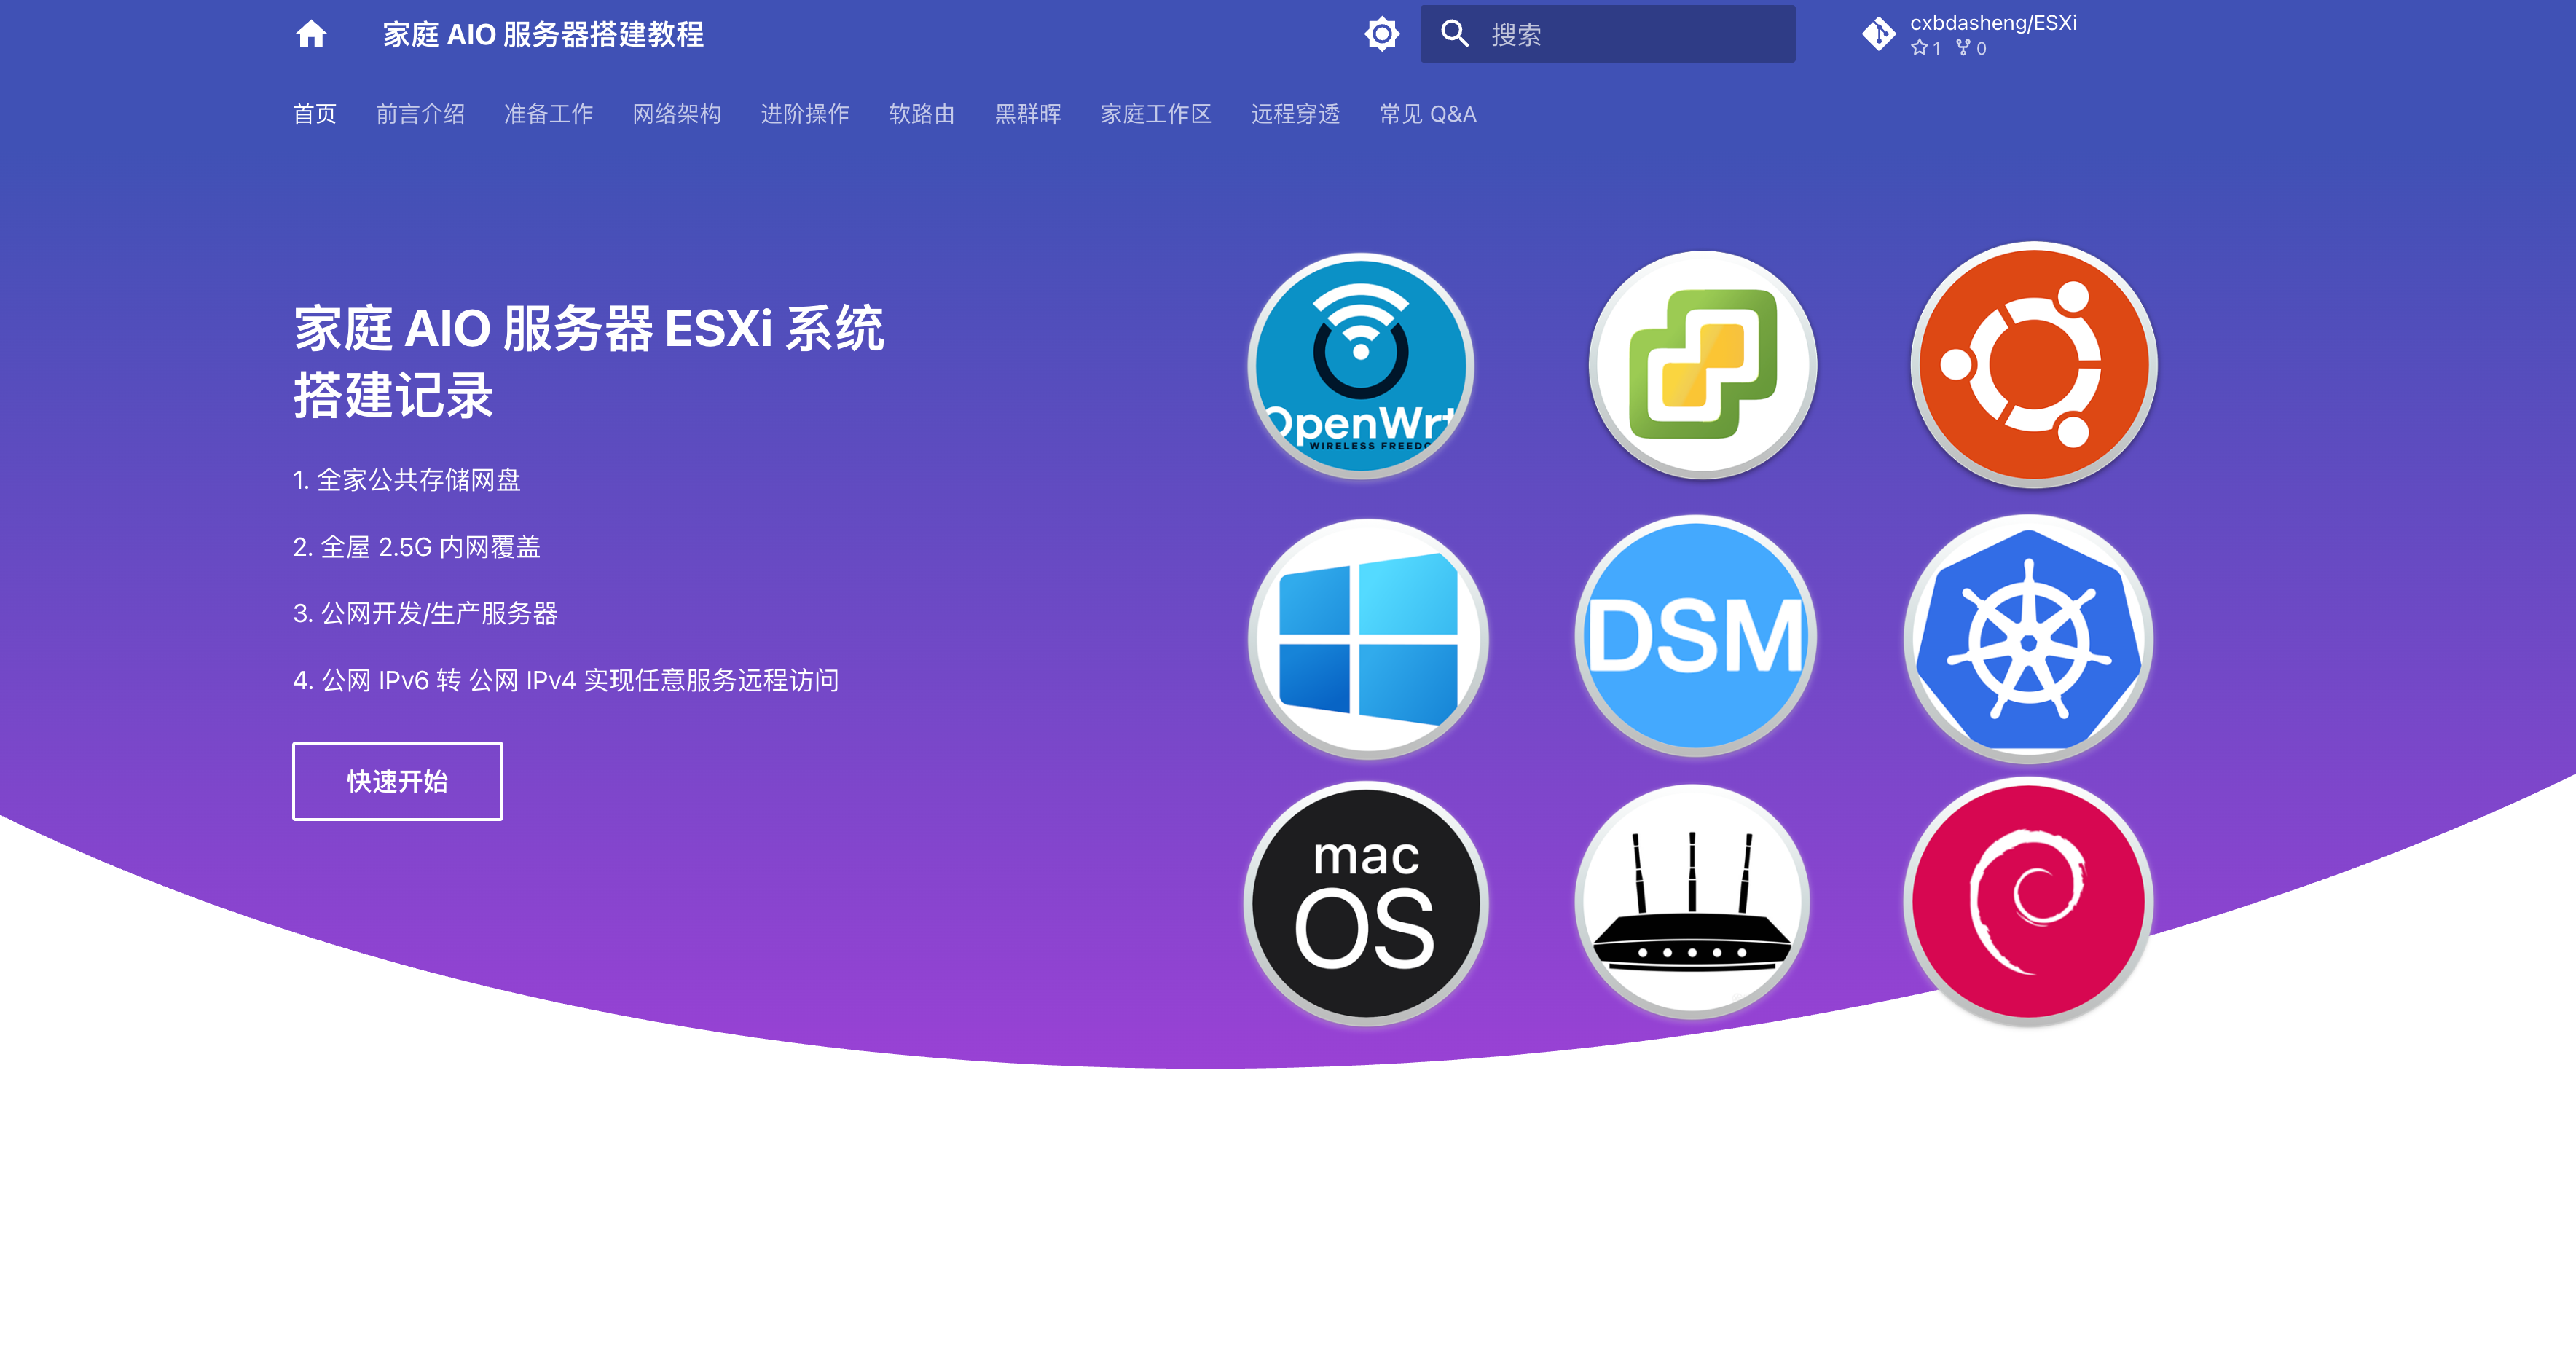 家庭 AIO 服务器搭建教程
搜索
cxbdasheng/ESXi
1 0
首页 前言介绍 准备工作 网络架构 进阶操作 软路由 黑群晖 家庭工作区 远程穿透 常见 Q&A
家庭 AIO 服务器 ESXi 系统
搭建记录
1. 全家公共存储网盘
2. 全屋 2.5G 内网覆盖
3. 公网开发/生产服务器
4. 公网 IPv6 转 公网 IPv4 实现任意服务远程访问
快速开始
OpenWrt
WIRELESS FREEDO
DSM
mac
OS